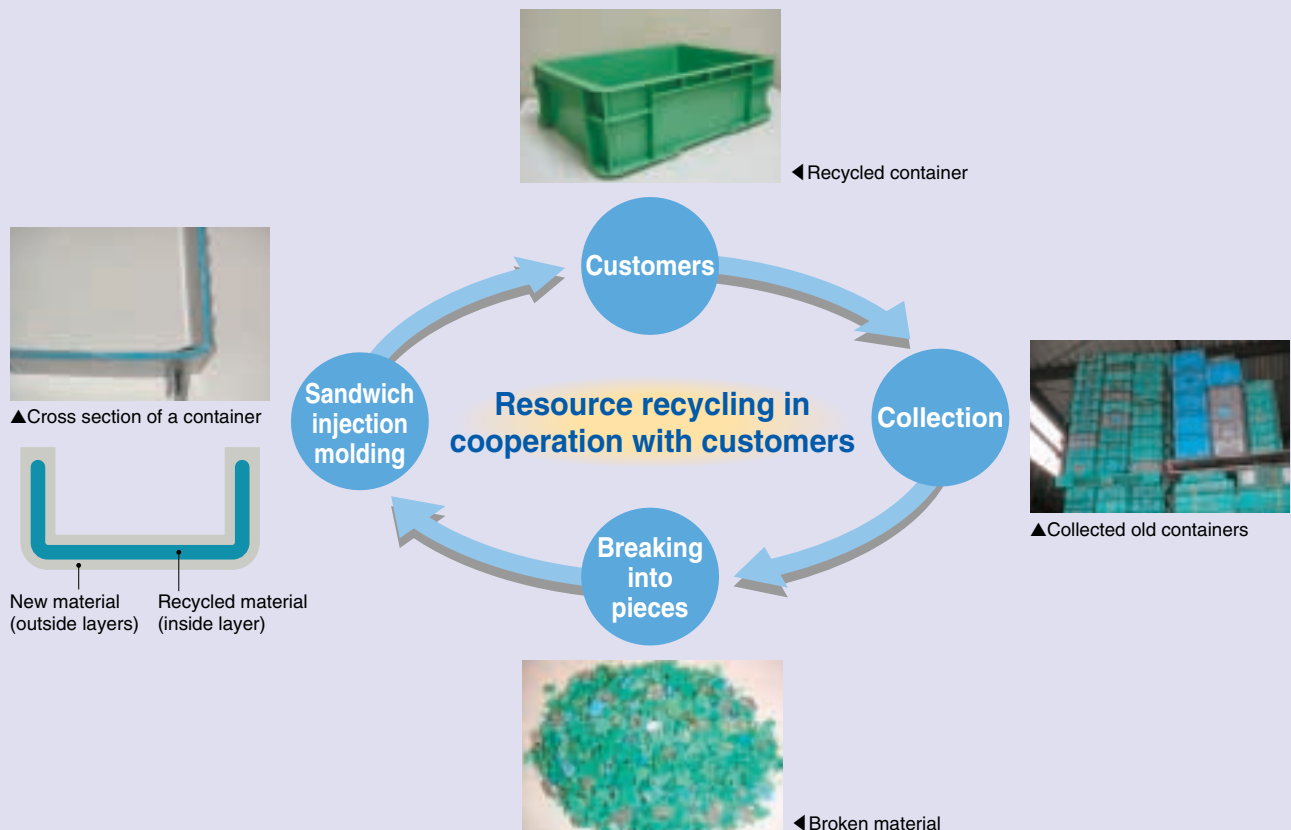 ◀Recycled container
Customers
▲Cross section of a container
Sandwich
injection
molding
Resource recycling in
cooperation with customers
Collection
▲Collected old containers
New material
(outside layers)
Recycled material
(inside layer)
Breaking
into
pieces
◀Broken material